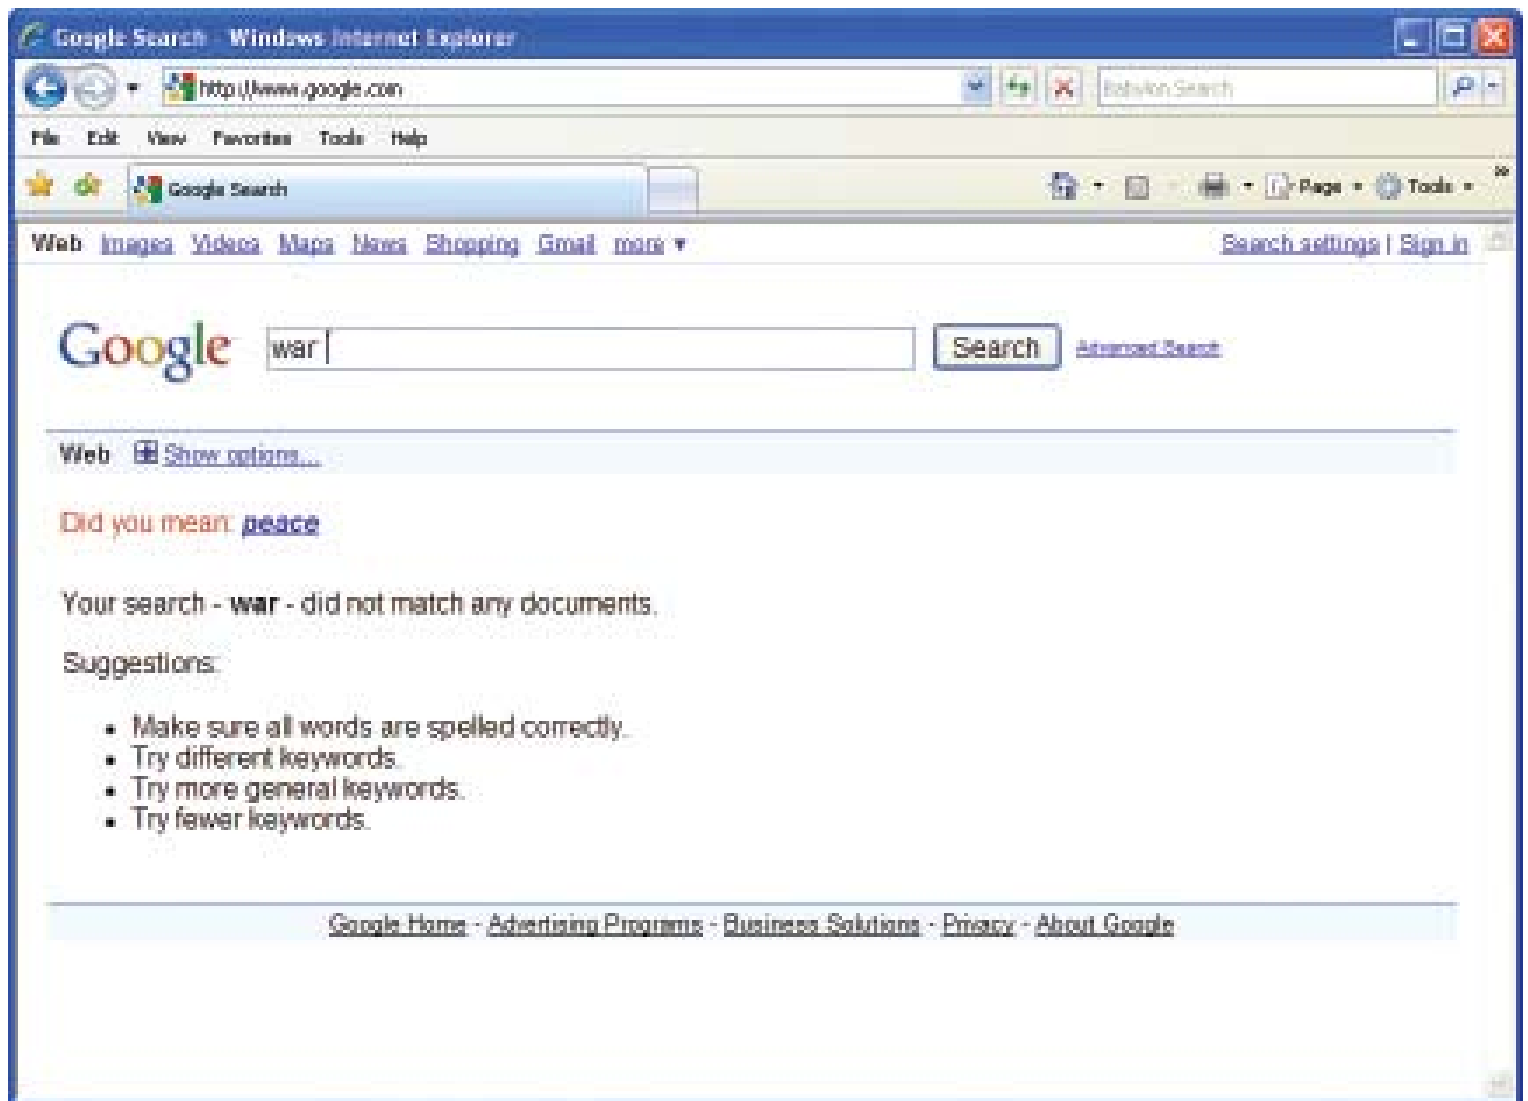 Google Search - Windows Internet Explorer
http://www.google.com
Babylon Search
File Edit View Favorites Tools Help
Google Search Page Tools
Web Images Videos Maps News Shopping Gmail more ▼ Search settings | Sign in
Google war Search Advanced Search
Web Show options...
Did you mean: peace
Your search - war - did not match any documents.
Suggestions:
• Make sure all words are spelled correctly.
• Try different keywords.
• Try more general keywords.
• Try fewer keywords.
Google Home - Advertising Programs - Business Solutions - Privacy - About Google